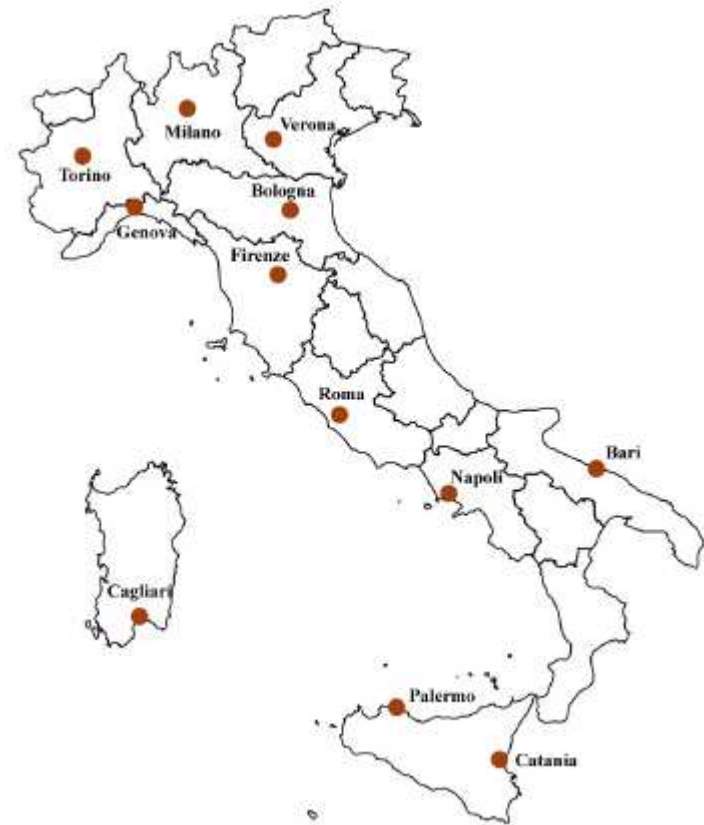 Verona
Milano
Torino
Bologna
Genova
Firenze
Roma
Bari
Napoli
Cagliari
Palermo
Catania